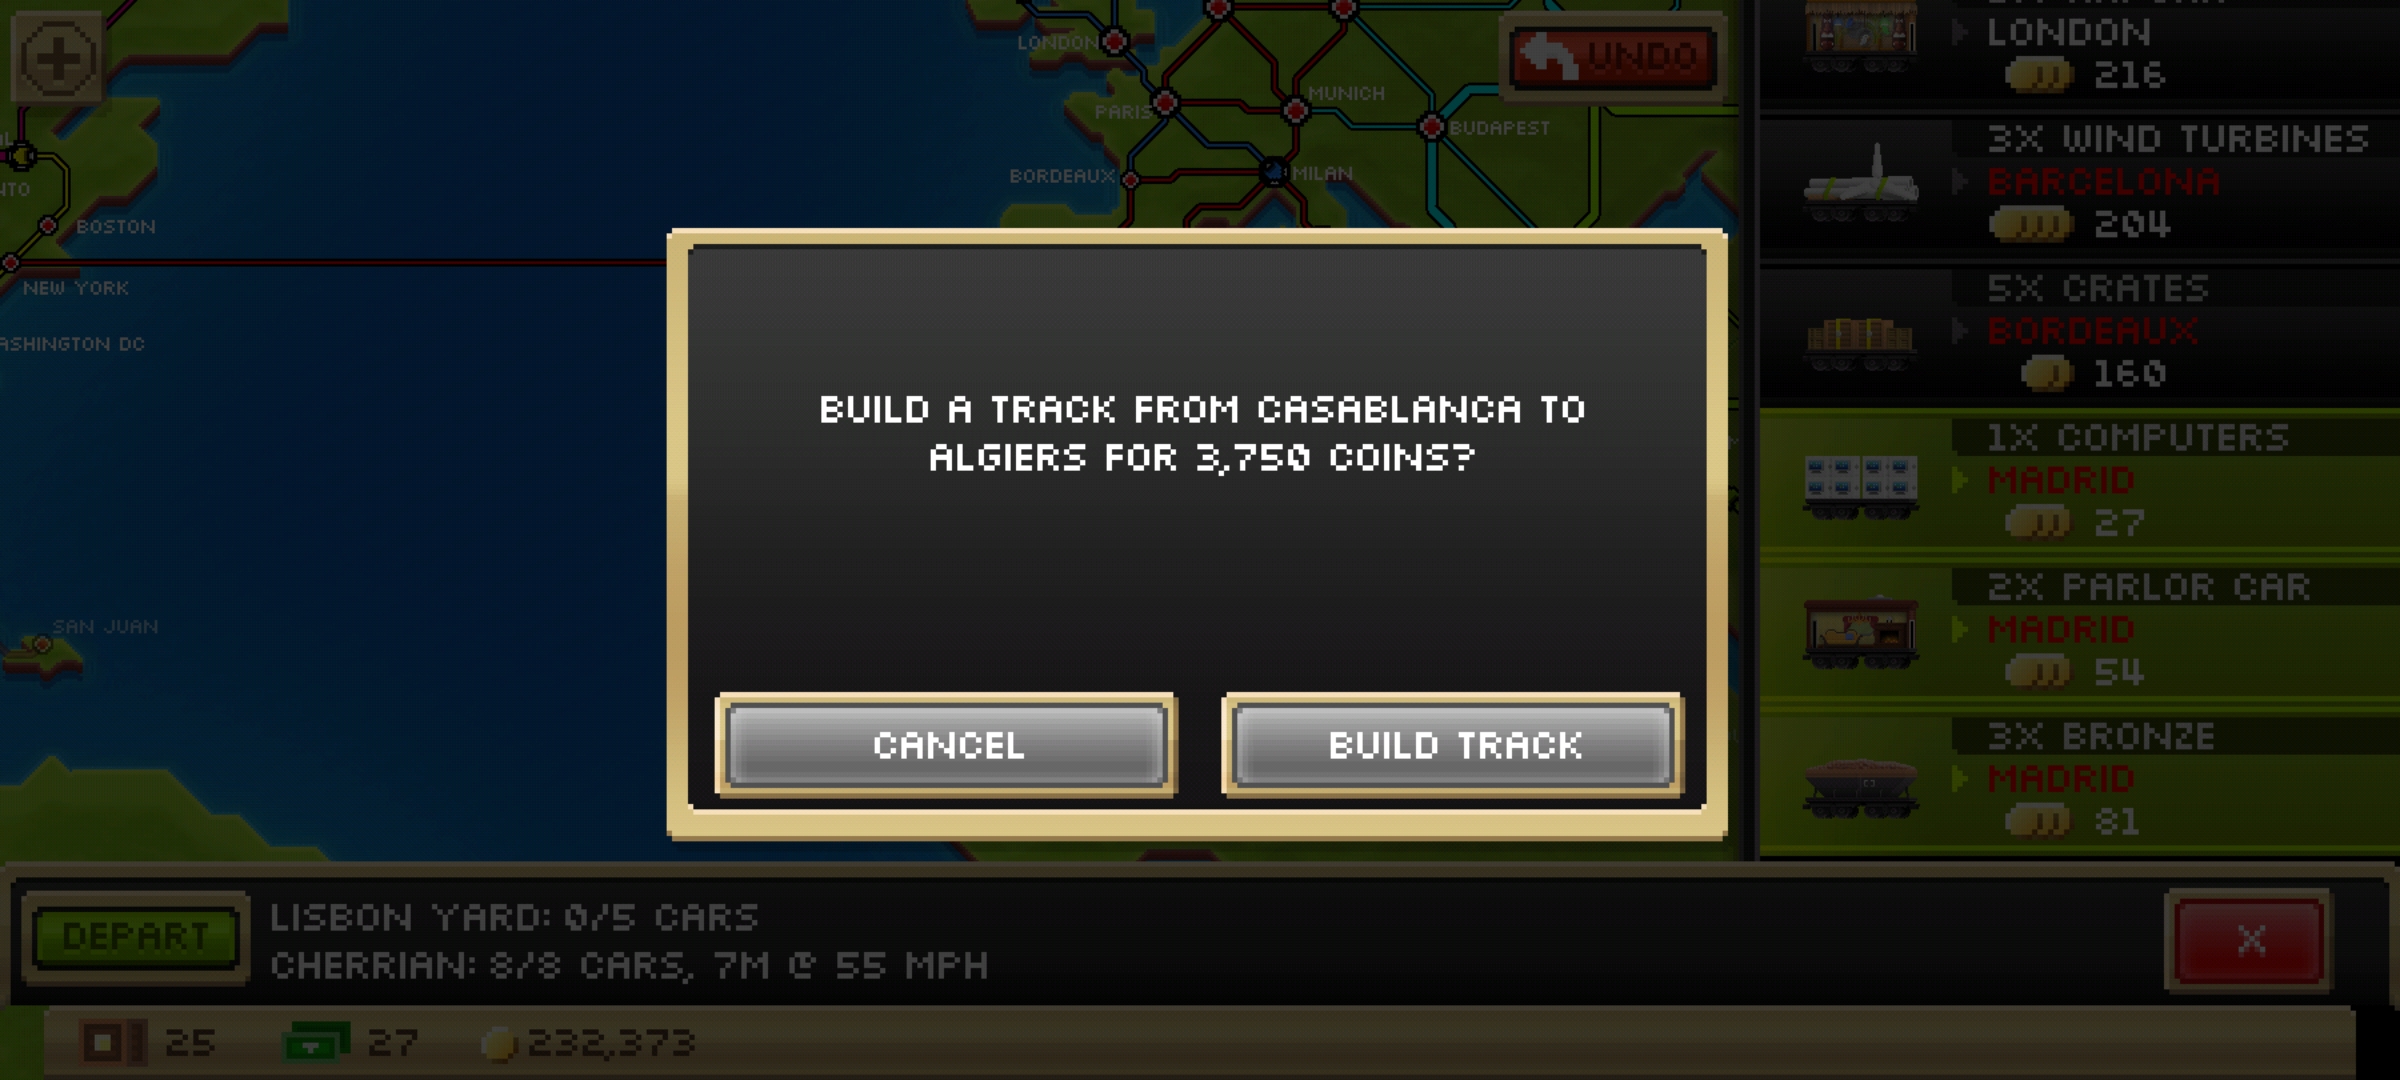 LONDON
UNDO
PARIS
MUNICH
BUDAPEST
BORDEAUX
MILAN
NTO
BOSTON
NEW YORK
ASHINGTON DC
SAN JUAN
LONDON
216
3X WIND TURBINES
BARCELONA
204
5X CRATES
BORDEAUX
160
1X COMPUTERS
MADRID
27
2X PARLOR CAR
MADRID
54
3X BRONZE
MADRID
81
BUILD A TRACK FROM CASABLANCA TO
ALGIERS FOR 3,750 COINS?
CANCEL
BUILD TRACK
DEPART
LISBON YARD: 0/5 CARS
CHERRIAN: 8/8 CARS, 7M @ 55 MPH
X
25
27
232,373